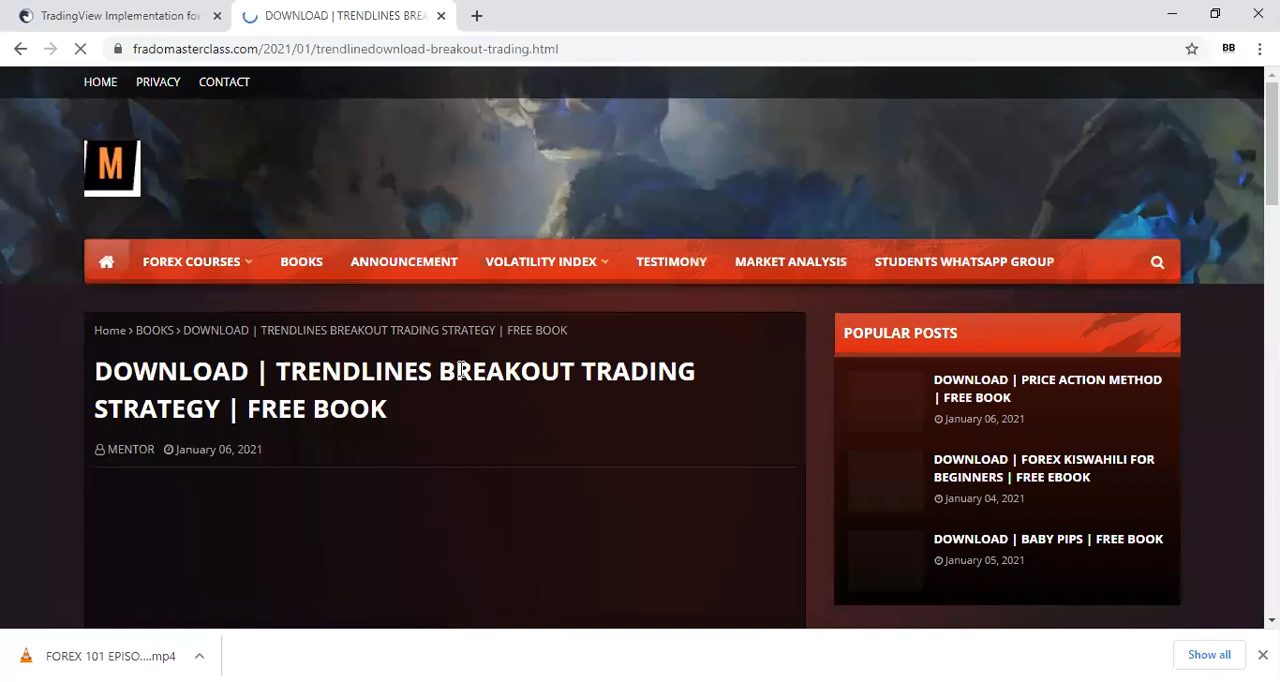 TradingView Implementation for
DOWNLOAD | TRENDLINES BREA
fradomasterclass.com/2021/01/trendlinedownload-breakout-trading.html
BB
HOME PRIVACY CONTACT
M
FOREX COURSES BOOKS ANNOUNCEMENT VOLATILITY INDEX TESTIMONY MARKET ANALYSIS STUDENTS WHATSAPP GROUP
Home › BOOKS › DOWNLOAD | TRENDLINES BREAKOUT TRADING STRATEGY | FREE BOOK
DOWNLOAD | TRENDLINES BREAKOUT TRADING
STRATEGY | FREE BOOK
MENTOR January 06, 2021
POPULAR POSTS
DOWNLOAD | PRICE ACTION METHOD
| FREE BOOK
January 06, 2021
DOWNLOAD | FOREX KISWAHILI FOR
BEGINNERS | FREE EBOOK
January 04, 2021
DOWNLOAD | BABY PIPS | FREE BOOK
January 05, 2021
FOREX 101 EPISO....mp4
Show all